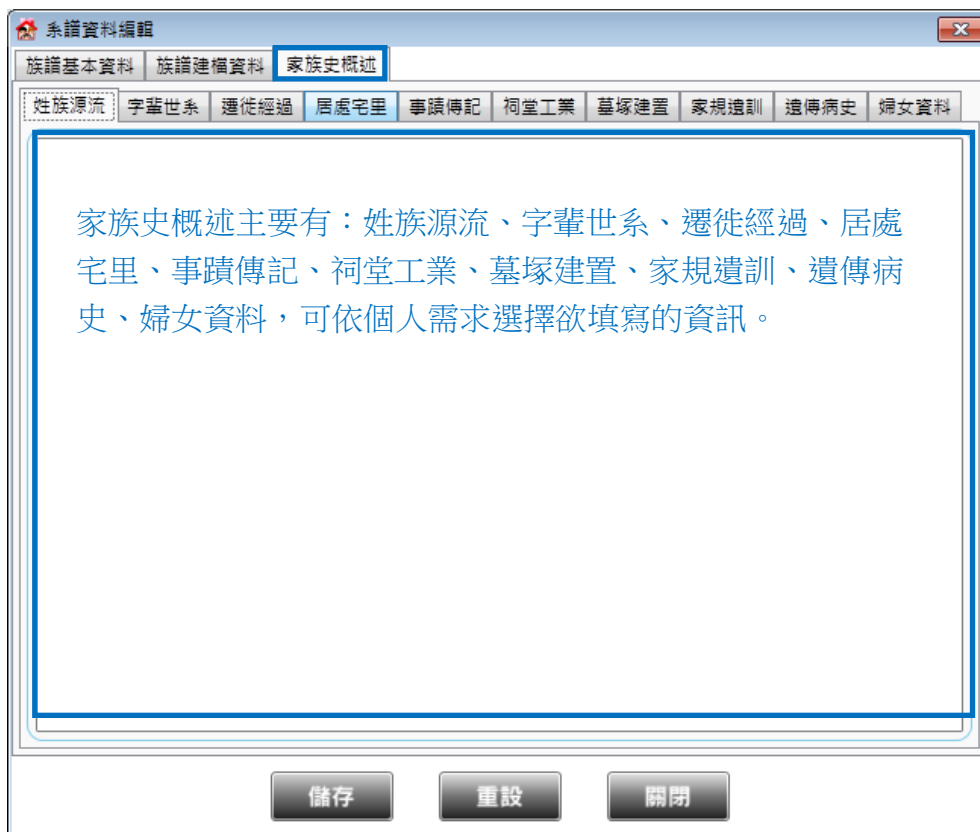 系譜資料編輯
族譜基本資料 族譜建檔資料 家族史概述
姓族源流 字輩世系 遷徙經過 居處宅里 事蹟傳記 祠堂工業 墓塚建置 家規遺訓 遺傳病史 婦女資料
家族史概述主要有：姓族源流、字輩世系、遷徙經過、居處
宅里、事蹟傳記、祠堂工業、墓塚建置、家規遺訓、遺傳病
史、婦女資料，可依個人需求選擇欲填寫的資訊。
儲存 重設 關閉